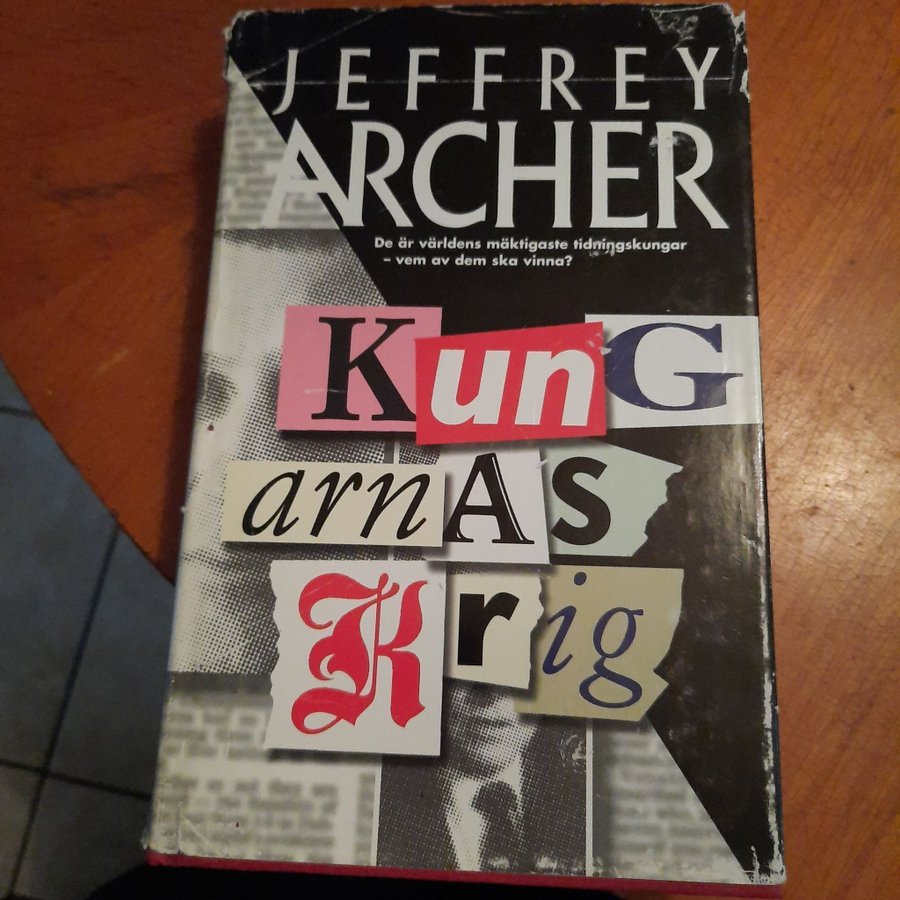 JEFFREY
ARCHER
De är världens mäktigaste tidningskungar
– vem av dem ska vinna?
KunG
arnAs
Krig